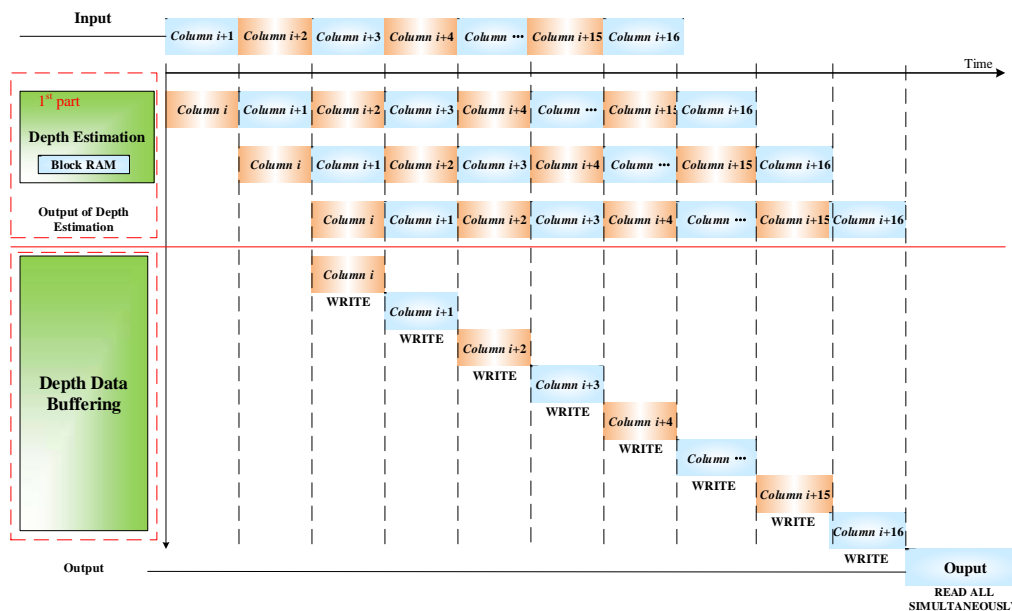 Input
Column i+1 Column i+2 Column i+3 Column i+4 Column ••• Column i+15 Column i+16
Time
1st part
Depth Estimation
Block RAM
Output of Depth
Estimation
Column i Column i+1 Column i+2 Column i+3 Column i+4 Column ••• Column i+15 Column i+16
Column i Column i+1 Column i+2 Column i+3 Column i+4 Column ••• Column i+15 Column i+16
Column i Column i+1 Column i+2 Column i+3 Column i+4 Column ••• Column i+15 Column i+16
Depth Data
Buffering
Column i
WRITE
Column i+1
WRITE
Column i+2
WRITE
Column i+3
WRITE
Column i+4
WRITE
Column •••
WRITE
Column i+15
WRITE
Column i+16
WRITE
Output
Ouput
READ ALL
SIMULTANEOUSLY